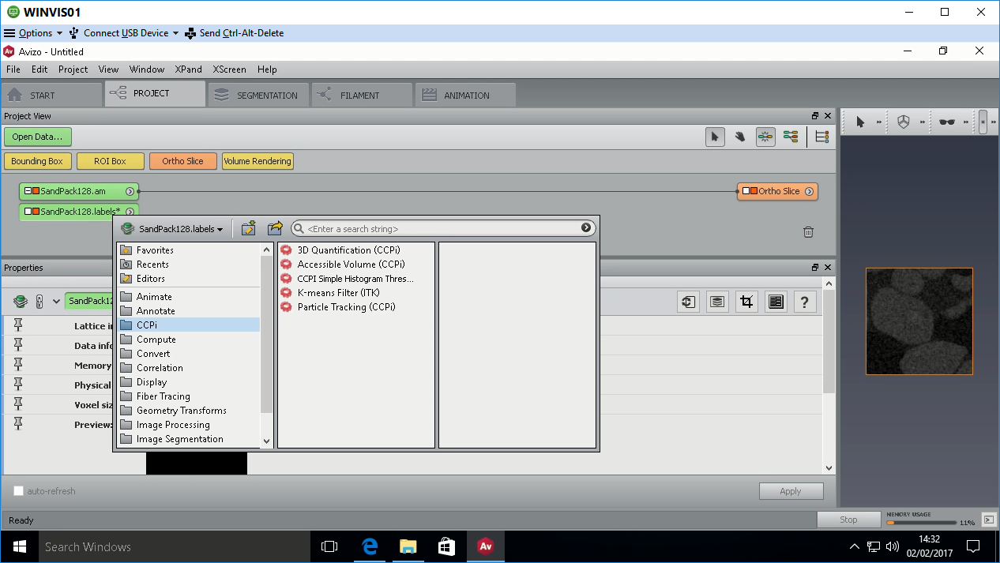 WINVIS01
Options Connect USB Device Send Ctrl-Alt-Delete
Av Avizo - Untitled
File Edit Project View Window XPand XScreen Help
START PROJECT SEGMENTATION FILAMENT ANIMATION
Project View
Open Data...
Bounding Box ROI Box Ortho Slice Volume Rendering
SandPack128.am Ortho Slice
SandPack128.labels*
SandPack128.labels <Enter a search string>
Favorites
Recents
Editors
Animate
Annotate
CCPi
Compute
Convert
Correlation
Display
Fiber Tracing
Geometry Transforms
Image Processing
Image Segmentation
3D Quantification (CCPi)
Accessible Volume (CCPi)
CCPI Simple Histogram Thres...
K-means Filter (ITK)
Particle Tracking (CCPi)
Properties
SandPack12
?
Lattice in
Data info
Memory
Physical
Voxel siz
Preview:
auto-refresh Apply
Ready Stop MEMORY USAGE 11%
Search Windows Av 14:32
02/02/2017